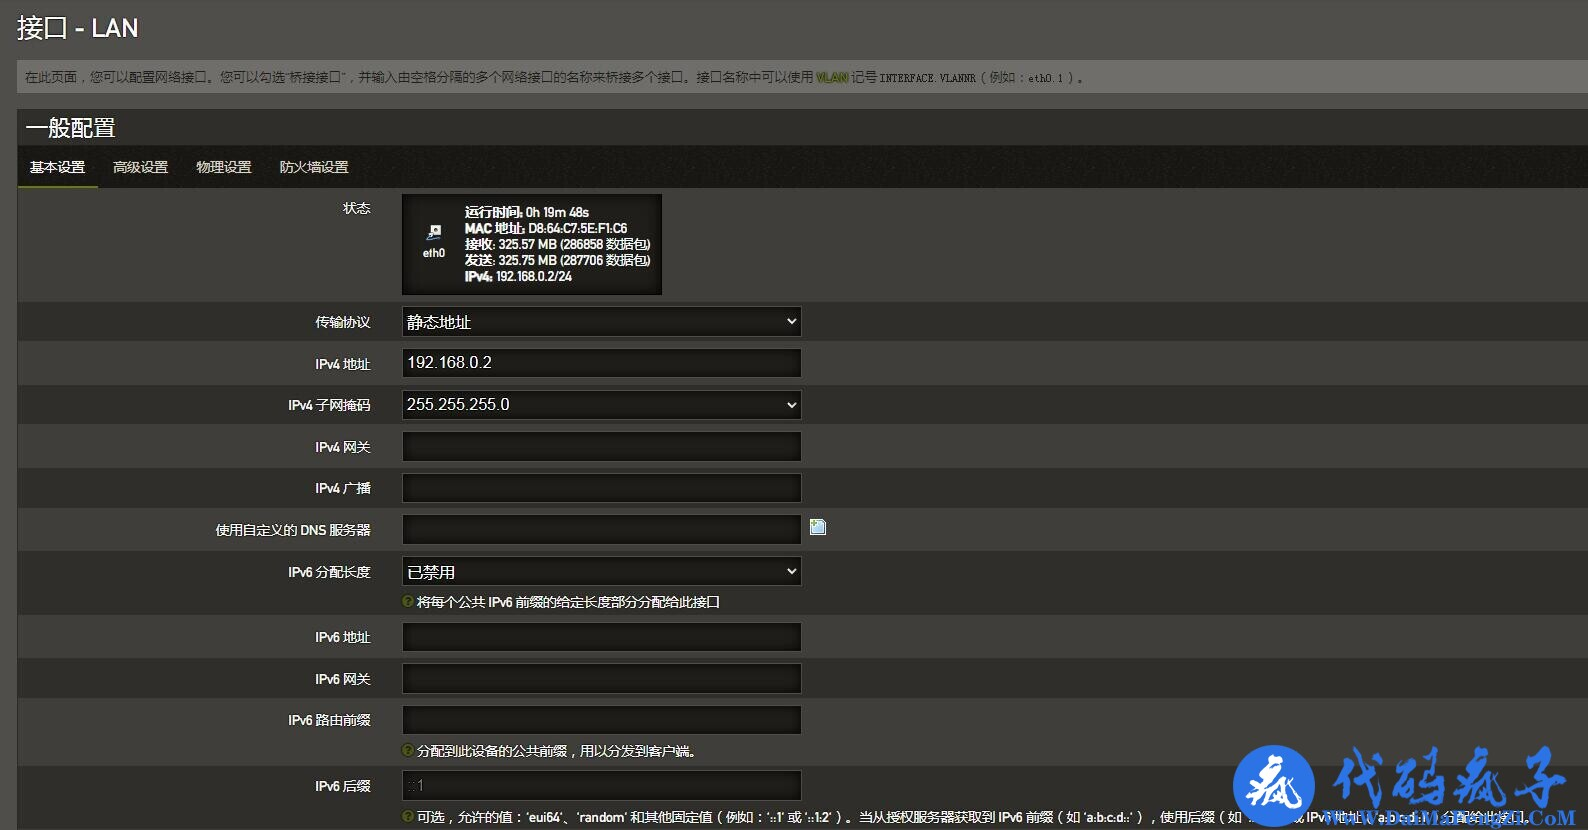 接口 - LAN
在此页面，您可以配置网络接口。您可以勾选“桥接接口”，并输入由空格分隔的多个网络接口的名称来桥接多个接口。接口名称中可以使用 VLAN 记号 INTERFACE.VLANNR（例如：eth0.1）。
一般配置
基本设置 高级设置 物理设置 防火墙设置
状态
eth0
运行时间: 0h 19m 48s
MAC 地址: D8:64:C7:5E:F1:C6
接收: 325.57 MB (286858 数据包)
发送: 325.75 MB (287706 数据包)
IPv4: 192.168.0.2/24
传输协议 静态地址
IPv4 地址 192.168.0.2
IPv4 子网掩码 255.255.255.0
IPv4 网关
IPv4 广播
使用自定义的 DNS 服务器
IPv6 分配长度 已禁用
将每个公共 IPv6 前缀的给定长度部分分配给此接口
IPv6 地址
IPv6 网关
IPv6 路由前缀
分配到此设备的公共前缀，用以分发到客户端。
IPv6 后缀 ::1
可选，允许的值：'eui64'、'random' 和其他固定值（例如：'::1' 或 '::1:2'）。当从授权服务器获取到 IPv6 前缀（如 'a:b:c:d::'），使用后缀（如
疯 代码疯子